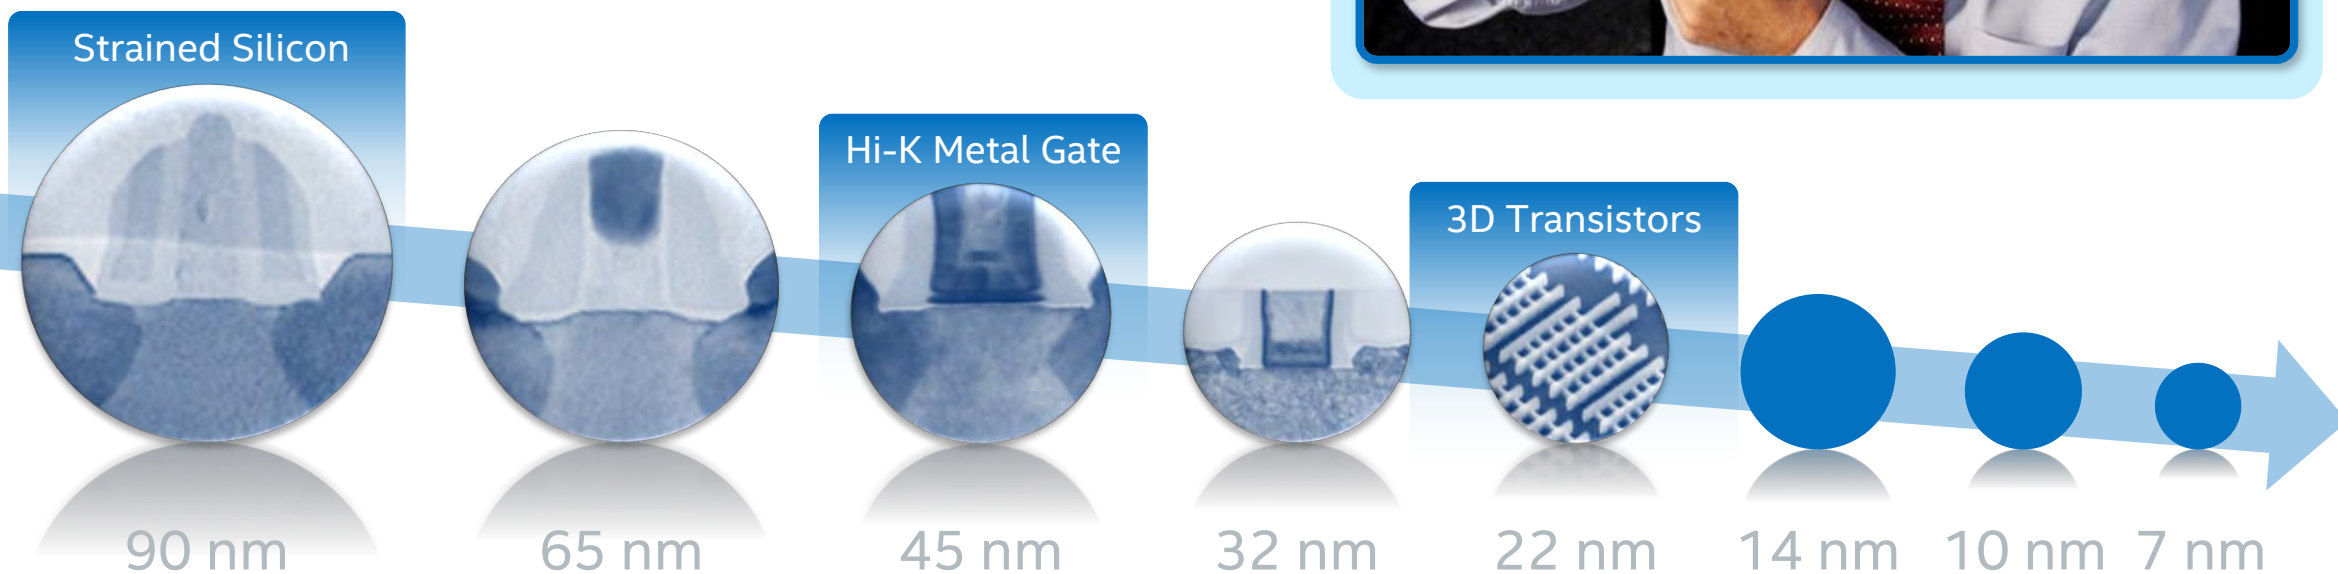 Strained Silicon
Hi-K Metal Gate
3D Transistors
90 nm
65 nm
45 nm
32 nm
22 nm
14 nm
10 nm
7 nm